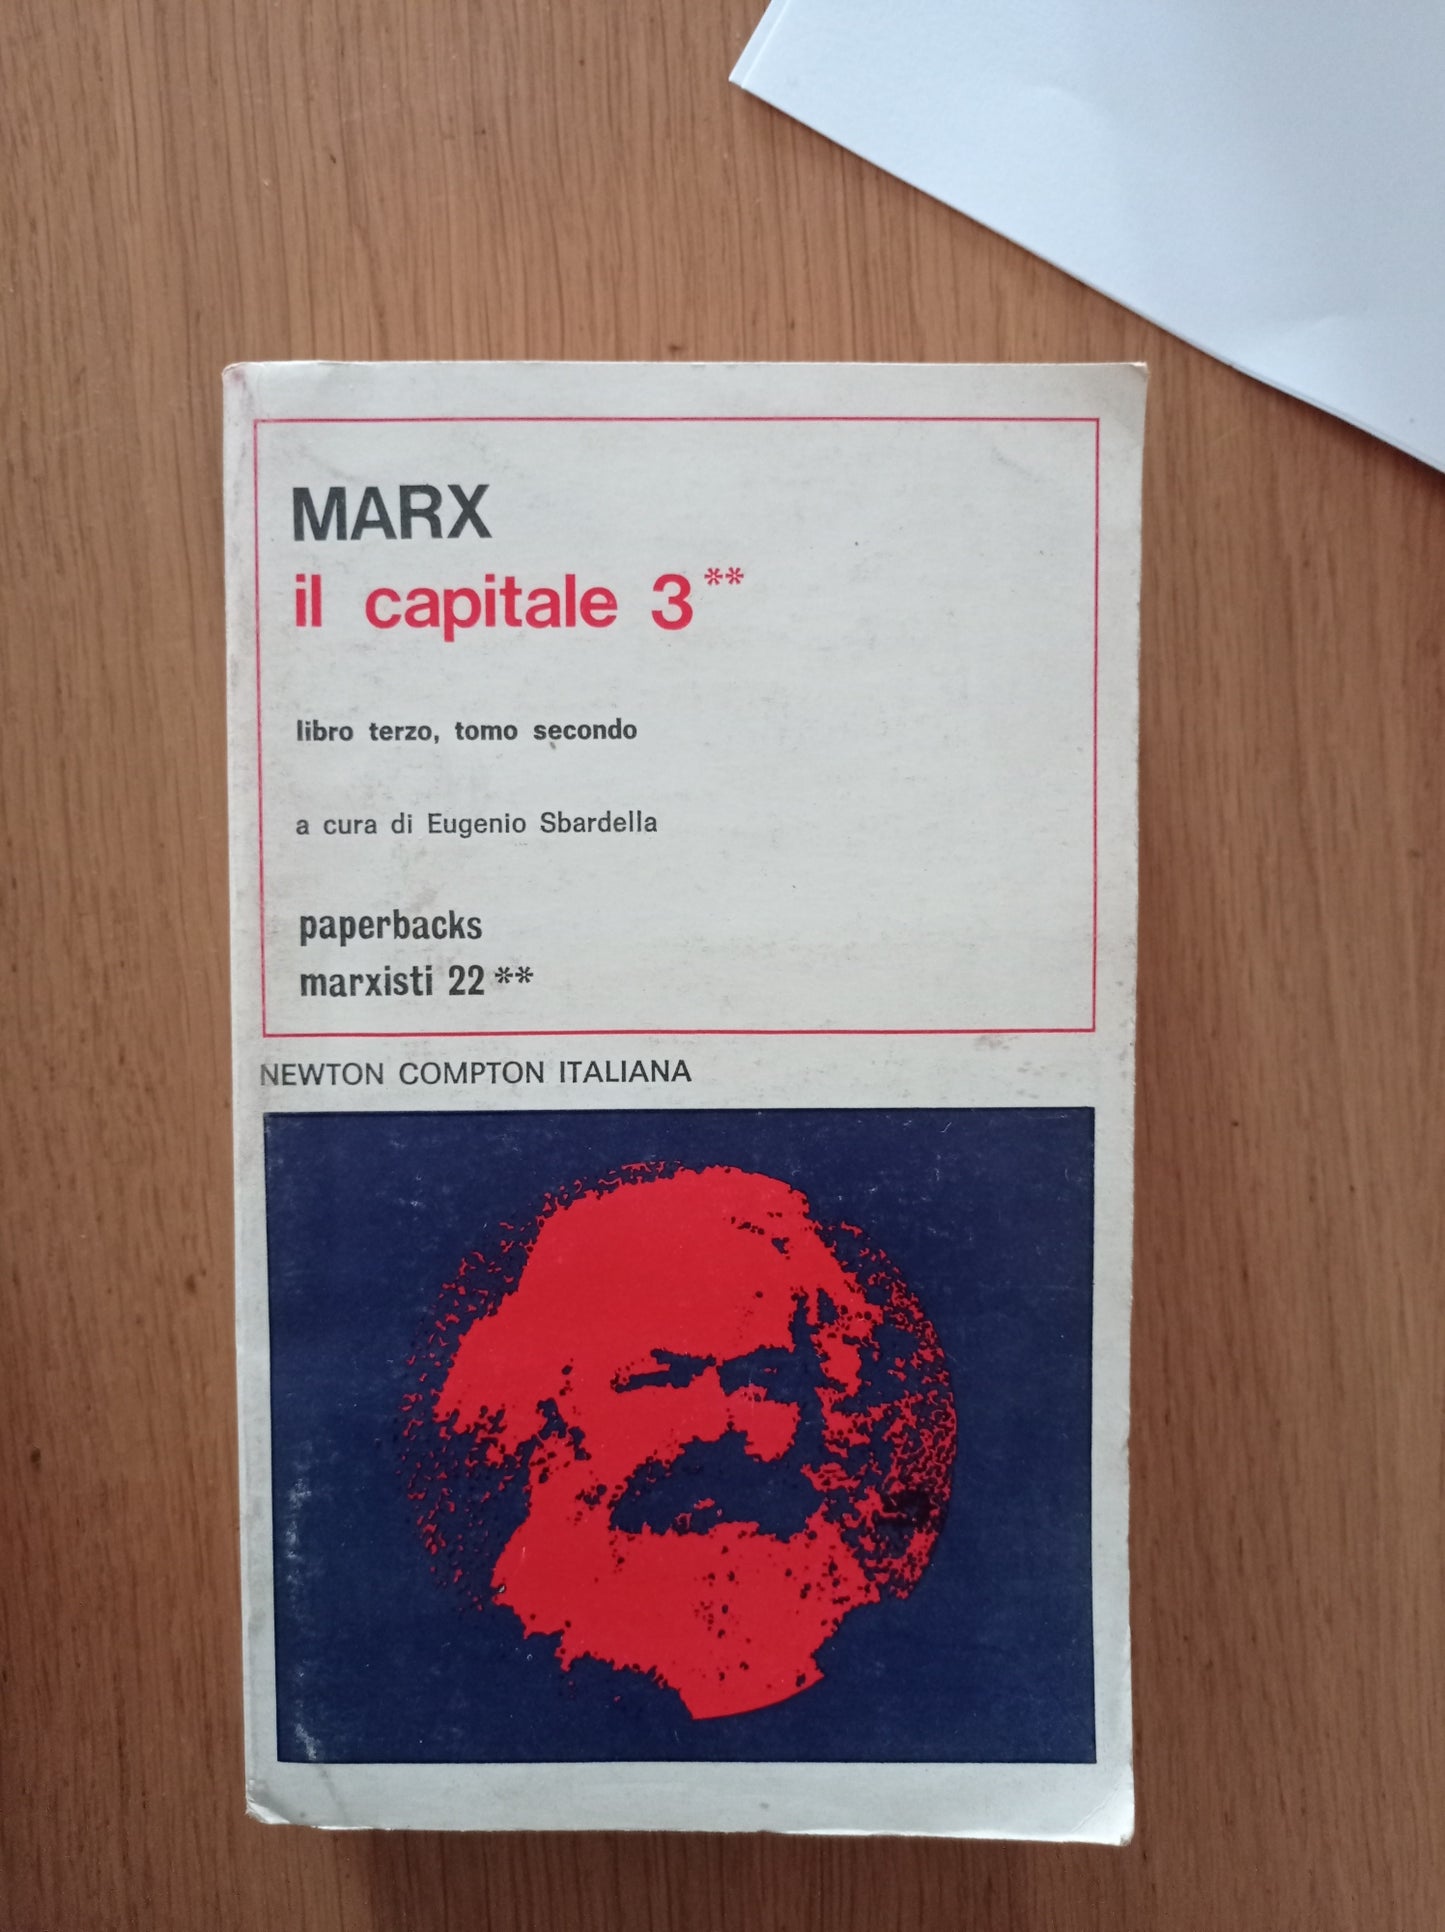 MARX
il capitale 3**
libro terzo, tomo secondo
a cura di Eugenio Sbardella
paperbacks
marxisti 22**
NEWTON COMPTON ITALIANA